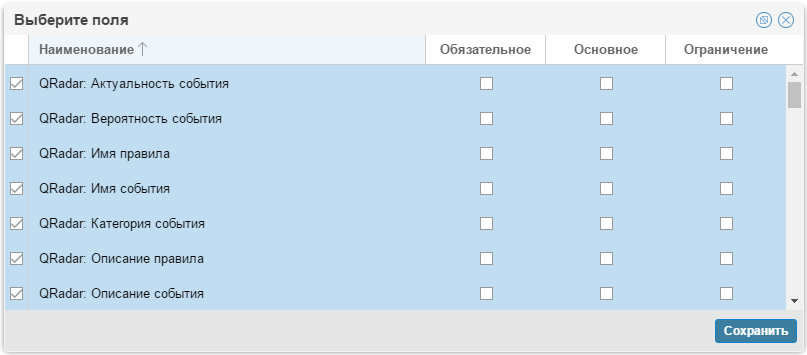 Выберите поля
Наименование Обязательное Основное Ограничение
QRadar: Актуальность события
QRadar: Вероятность события
QRadar: Имя правила
QRadar: Имя события
QRadar: Категория события
QRadar: Описание правила
QRadar: Описание события
Сохранить